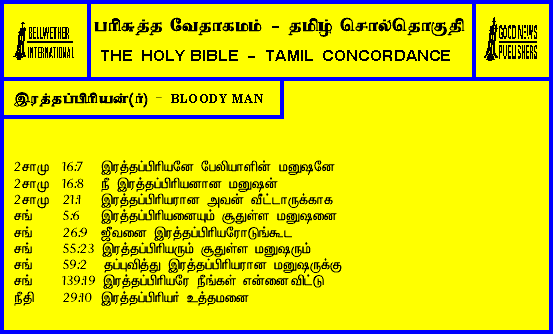 BELLWETHER
INTERNATIONAL
பரிசுத்த வேதாகமம் - தமிழ் சொல்தொகுதி
THE HOLY BIBLE - TAMIL CONCORDANCE
GOOD NEWS
PUBLISHERS
இரத்தப்பிரியன்(ர்) - BLOODY MAN
2சாமு 16:7 இரத்தப்பிரியனே பேலியாளின் மனுஷனே
2சாமு 16:8 நீ இரத்தப்பிரியனான மனுஷன்
2சாமு 21:1 இரத்தப்பிரியரான அவன் வீட்டாருக்காக
சங் 5:6 இரத்தப்பிரியனையும் சூதுள்ள மனுஷனை
சங் 26:9 ஜீவனை இரத்தப்பிரியரோடுங்கூட
சங் 55:23 இரத்தப்பிரியரும் சூதுள்ள மனுஷரும்
சங் 59:2 தப்புவித்து இரத்தப்பிரியரான மனுஷருக்கு
சங் 139:19 இரத்தப்பிரியரே நீங்கள் என்னைவிட்டு
நீதி 29:10 இரத்தப்பிரியர் உத்தமனை